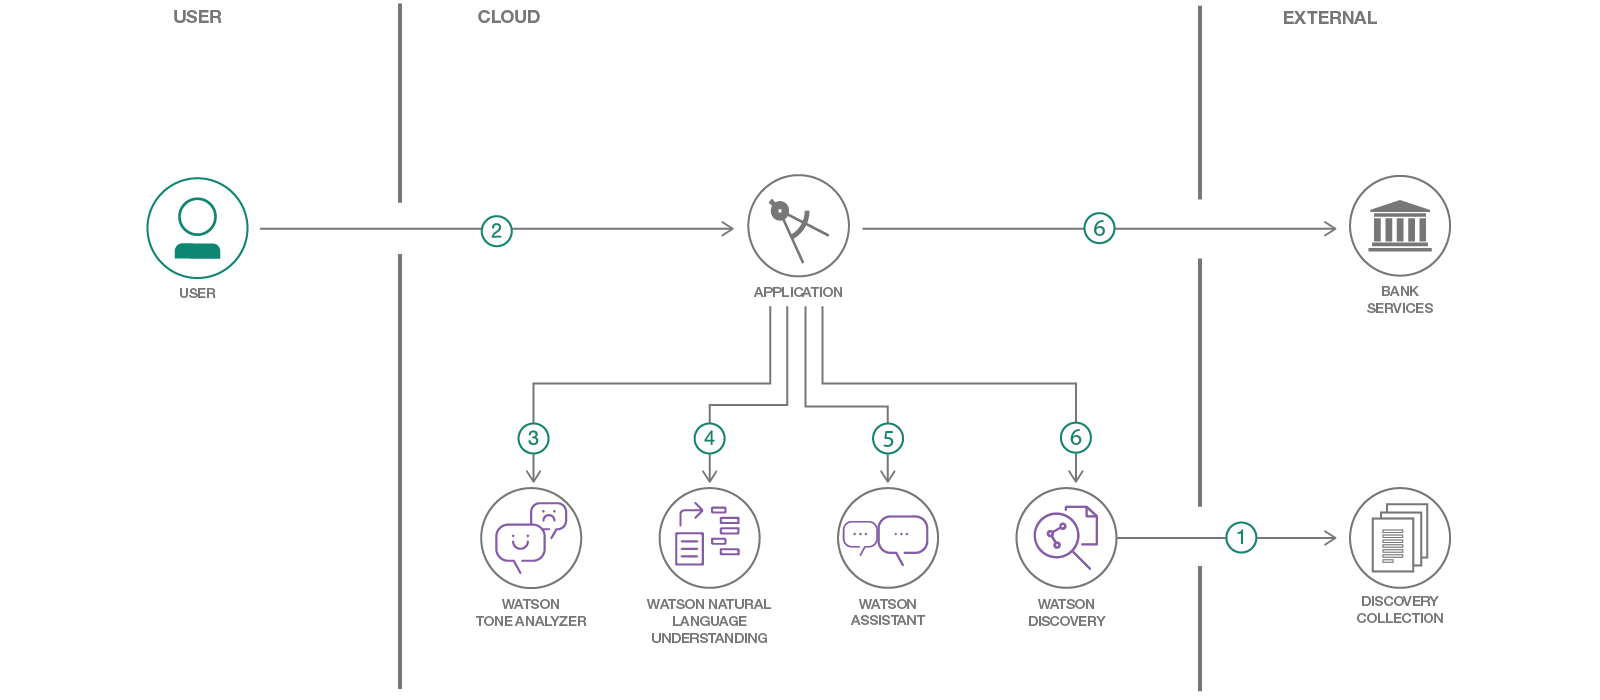 USER
CLOUD
EXTERNAL
2
6
USER
APPLICATION
BANK
SERVICES
3
4
5
6
1
WATSON
TONE ANALYZER
WATSON NATURAL
LANGUAGE
UNDERSTANDING
WATSON
ASSISTANT
WATSON
DISCOVERY
DISCOVERY
COLLECTION